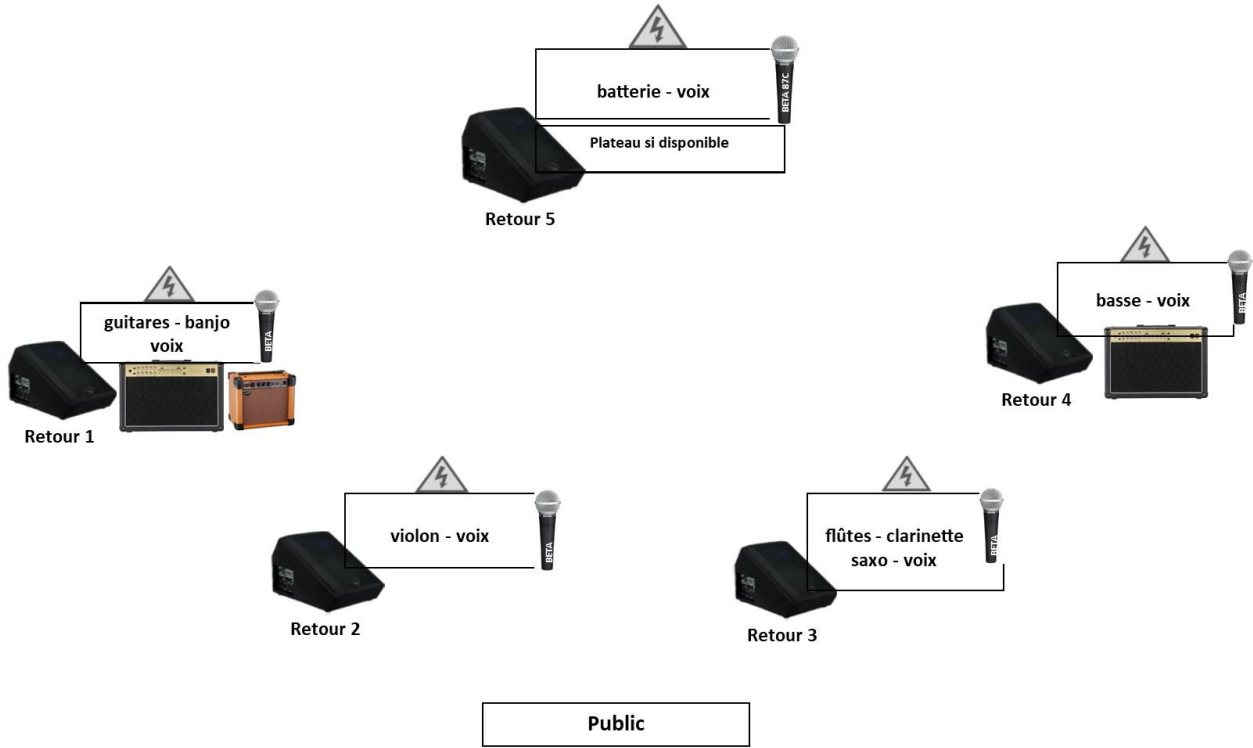 batterie - voix
BETA 87C
Plateau si disponible
Retour 5
guitares - banjo
voix
BETA
Retour 1
basse - voix
BETA
Retour 4
violon - voix
BETA
Retour 2
flûtes - clarinette
saxo - voix
BETA
Retour 3
Public